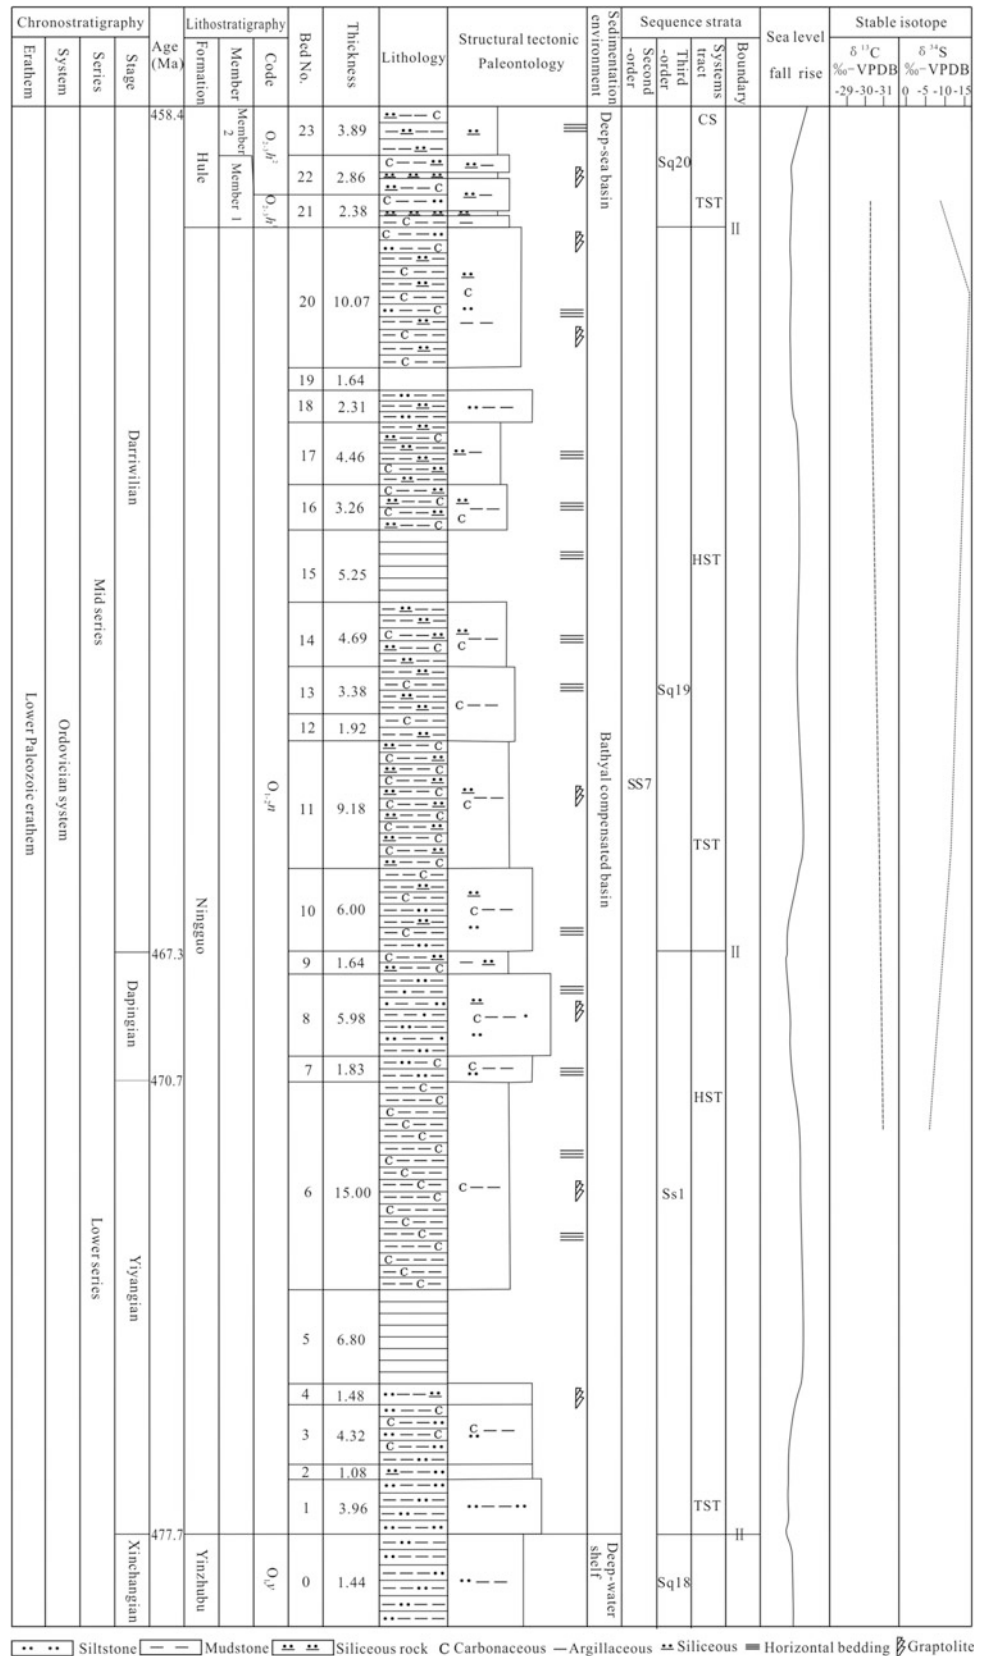 Chronostratigraphy
Lithostratigraphy
Erathem
System
Series
Stage
Age
(Ma)
Formation
Member
Code
Bed No.
Thickness
Lithology
Structural tectonic
Paleontology
Sedimentation
environment
Sequence strata
Second
-order
Third
-order
Systems
tract
Boundary
Sea level
fall rise
Stable isotope
δ ¹³C
‰-VPDB
-29 -30 -31
δ ³⁴S
‰-VPDB
0 -5 -10 -15
Lower Paleozoic erathem
Ordovician system
Mid series
Lower series
Darriwilian
Dapingian
Yiyangian
Xinchangian
458.4
467.3
470.7
477.7
Hule
Ningguo
Yinzhubu
Member
2
Member 1
O₂₋₃h²
O₂₋₃h¹
O₁₋₂n
O₁y
23 3.89
22 2.86
21 2.38
20 10.07
19 1.64
18 2.31
17 4.46
16 3.26
15 5.25
14 4.69
13 3.38
12 1.92
11 9.18
10 6.00
9 1.64
8 5.98
7 1.83
6 15.00
5 6.80
4 1.48
3 4.32
2 1.08
1 3.96
0 1.44
Deep-sea basin
Bathyal compensated basin
Deep-water
shelf
SS7
Sq20
Sq19
Ss1
Sq18
CS
TST
HST
TST
HST
TST
II
II
II
Siltstone Mudstone Siliceous rock C Carbonaceous Argillaceous Siliceous Horizontal bedding Graptolite